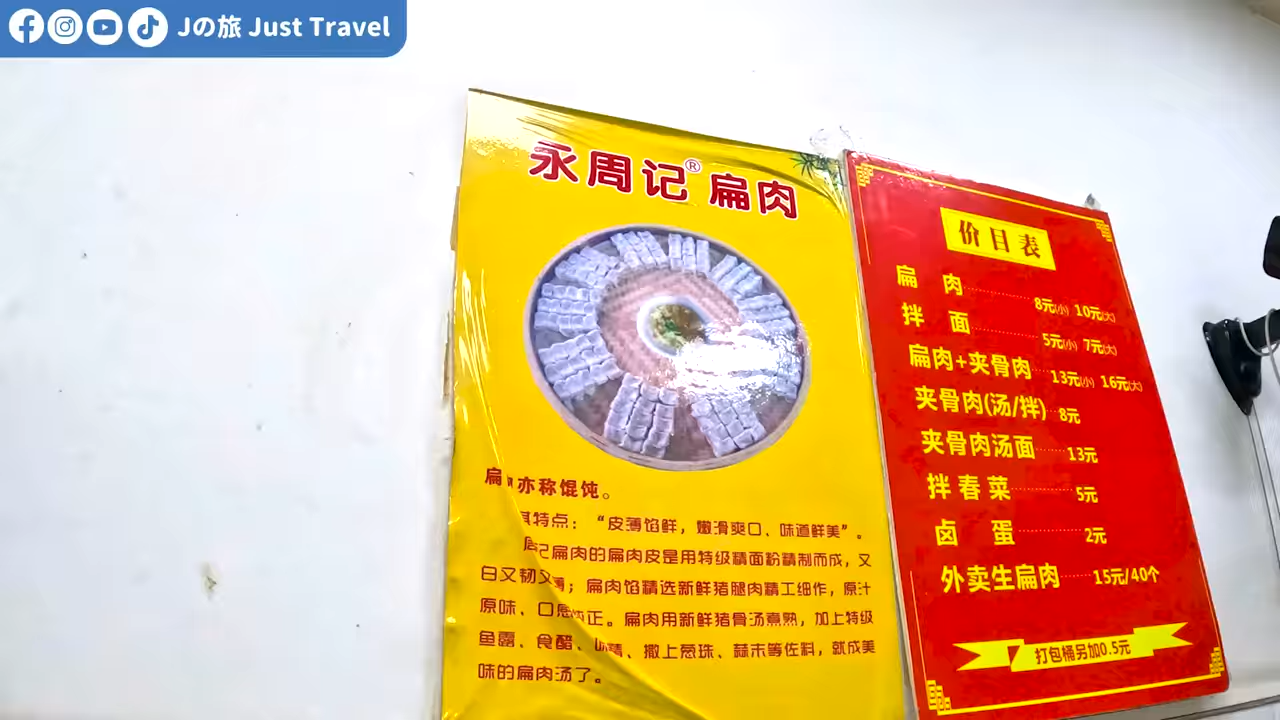 Jの旅 Just Travel
永周记® 扁肉
扁 亦称馄饨。
其特点：“皮薄馅鲜，嫩滑爽口、味道鲜美”。
周记扁肉的扁肉皮是用特级精面粉精制而成，又
白又韧又薄；扁肉馅精选新鲜猪腿肉精工细作，原汁
原味、口感纯正。扁肉用新鲜猪骨汤煮熟，加上特级
鱼露、食醋、味精、撒上葱珠、蒜末等佐料，就成美
味的扁肉汤了。
价目表
扁肉 8元(小) 10元(大)
拌面 5元(小) 7元(大)
扁肉+夹骨肉 13元(小) 16元(大)
夹骨肉(汤/拌) 8元
夹骨肉汤面 13元
拌春菜 5元
卤蛋 2元
外卖生扁肉 15元/40个
打包桶另加0.5元